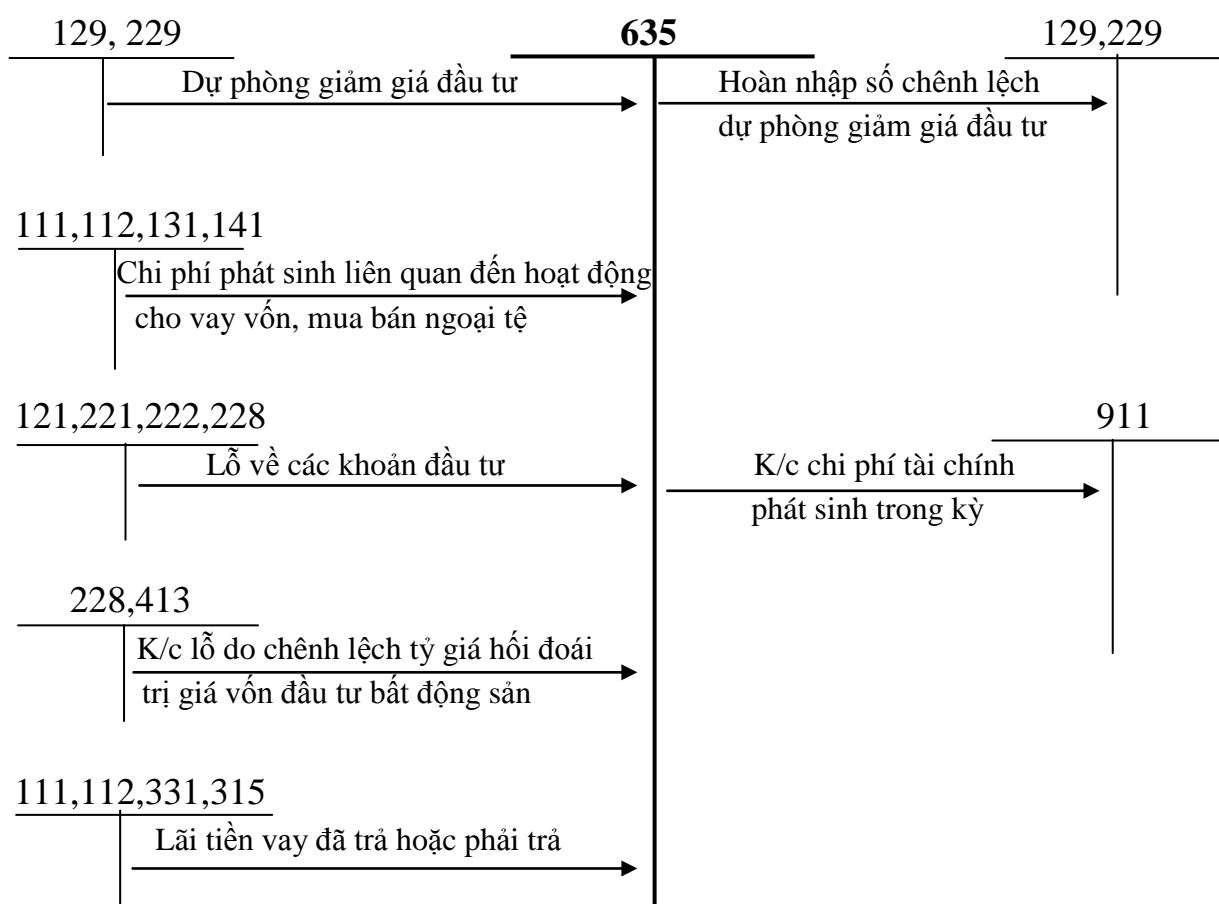 129, 229
635
129,229
Dự phòng giảm giá đầu tư
Hoàn nhập số chênh lệch
dự phòng giảm giá đầu tư
111,112,131,141
Chi phí phát sinh liên quan đến hoạt động
cho vay vốn, mua bán ngoại tệ
121,221,222,228
911
Lỗ về các khoản đầu tư
K/c chi phí tài chính
phát sinh trong kỳ
228,413
K/c lỗ do chênh lệch tỷ giá hối đoái
trị giá vốn đầu tư bất động sản
111,112,331,315
Lãi tiền vay đã trả hoặc phải trả